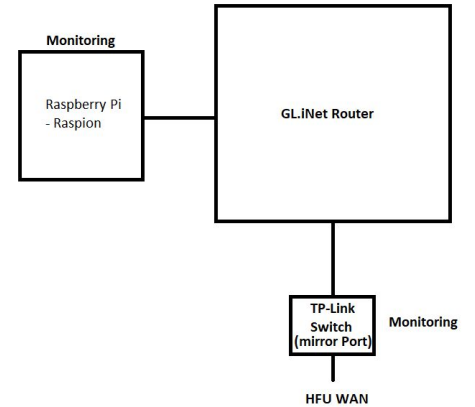 Monitoring
Raspberry Pi
- Raspion
GL.iNet Router
TP-Link
Switch
(mirror Port)
Monitoring
HFU WAN